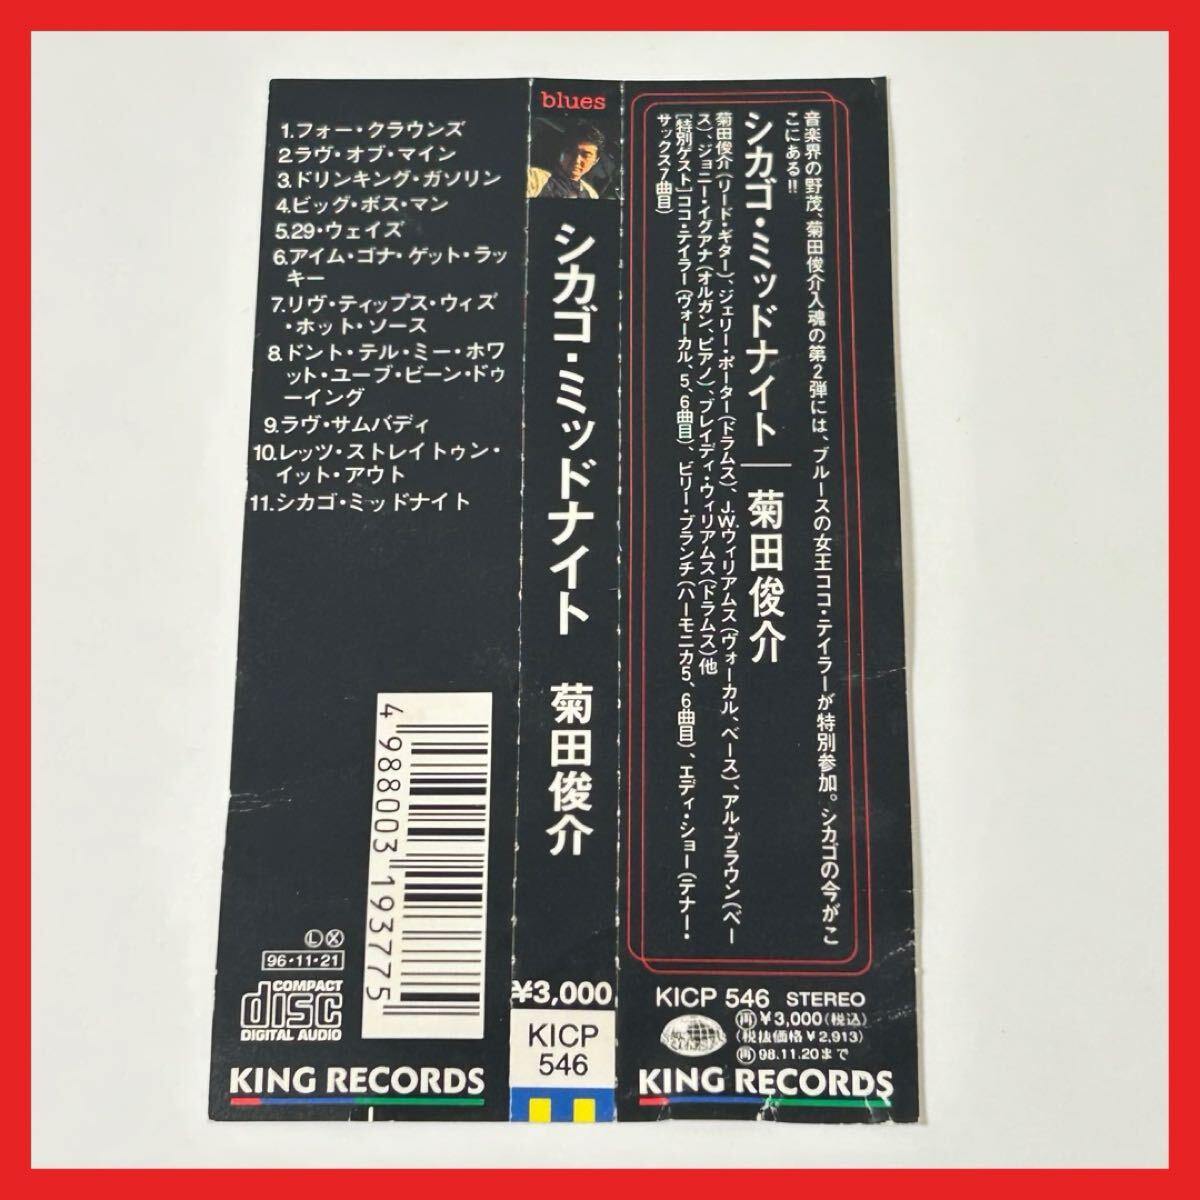 1.フォー・クラウンズ
2.ラヴ・オブ・マイン
3.ドリンキング・ガソリン
4.ビッグ・ボス・マン
5.29・ウェイズ
6.アイム・ゴナ・ゲット・ラッ
キー
7.リヴ・ティップス・ウィズ
・ホット・ソース
8.ドント・テル・ミー・ホワ
ット・ユーブ・ビーン・ドゥ
ーイング
9.ラヴ・サムバディ
10.レッツ・ストレイトゥン・
イット・アウト
11.シカゴ・ミッドナイト
4 988003 193775
Ⓛ Ⓧ
96・11・21
COMPACT
disc
DIGITAL AUDIO
KING RECORDS
blues
シカゴ・ミッドナイト 菊田俊介
¥3,000
KICP
546
音楽界の野茂、菊田俊介入魂の第2弾には、ブルースの女王ココ・テイラーが特別参加。シカゴの今がこ
こにある!!
シカゴ・ミッドナイト|菊田俊介
菊田俊介(リード・ギター)、ジェリー・ポーター(ドラムス)、J.W.ウィリアムス(ヴォーカル、ベース)、アル・ブラウン(ベー
ス)、ジョニー・イグアナ(オルガン、ピアノ)、ブレイディ・ウィリアムス(ドラムス)他
[特別ゲスト]ココ・テイラー(ヴォーカル、5、6曲目)、ビリー・ブランチ(ハーモニカ5、6曲目)、エディ・ショー(テナー・
サックス7曲目)
KICP 546 STEREO
㊑¥3,000(税込)
(税抜価格¥2,913)
㊑98.11.20まで
KING RECORDS